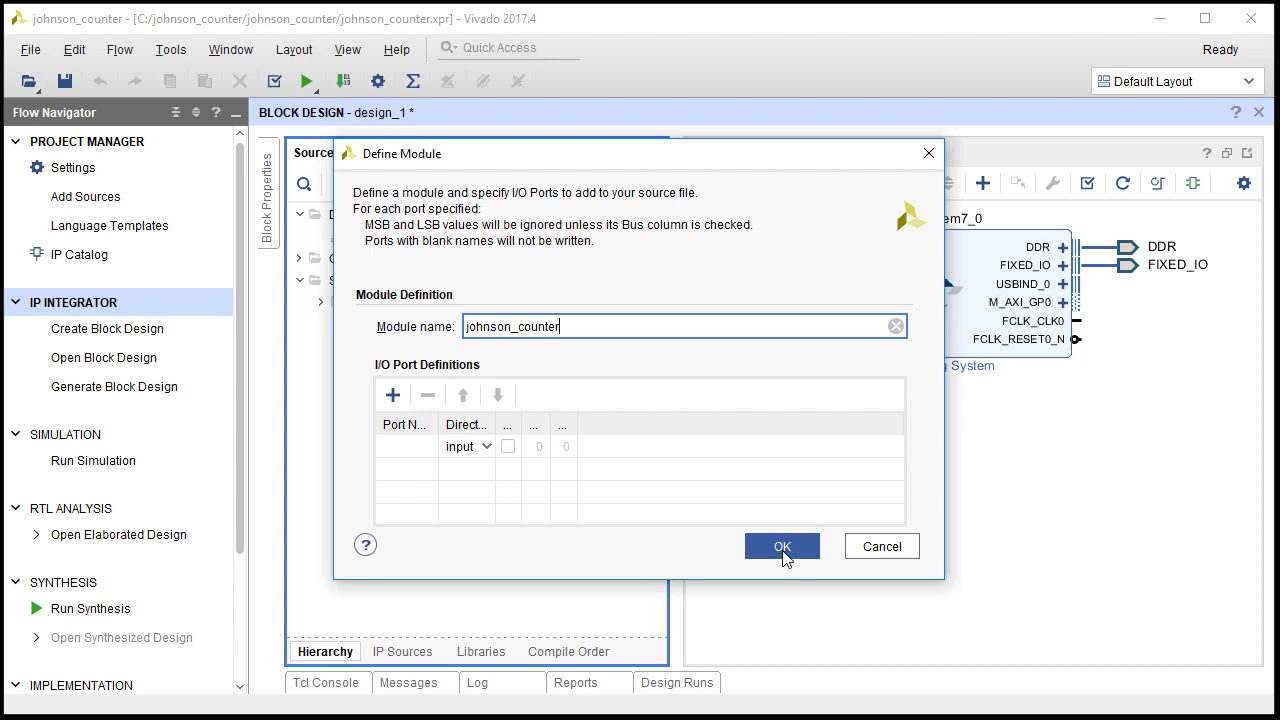 johnson_counter - [C:/johnson_counter/johnson_counter/johnson_counter.xpr] - Vivado 2017.4
File Edit Flow Tools Window Layout View Help Quick Access Ready
Default Layout
Flow Navigator
BLOCK DESIGN - design_1 *
PROJECT MANAGER
Settings
Add Sources
Language Templates
IP Catalog
IP INTEGRATOR
Create Block Design
Open Block Design
Generate Block Design
SIMULATION
Run Simulation
RTL ANALYSIS
Open Elaborated Design
SYNTHESIS
Run Synthesis
Open Synthesized Design
IMPLEMENTATION
Block Properties
Source
Define Module
Define a module and specify I/O Ports to add to your source file.
For each port specified:
MSB and LSB values will be ignored unless its Bus column is checked.
Ports with blank names will not be written.
Module Definition
Module name: johnson_counter
I/O Port Definitions
Port N... Direct... ... ... ...
input 0 0
? OK Cancel
em7_0
DDR DDR
FIXED_IO FIXED_IO
USBIND_0
M_AXI_GP0
FCLK_CLK0
FCLK_RESET0_N
System
Hierarchy IP Sources Libraries Compile Order
Tcl Console Messages Log Reports Design Runs